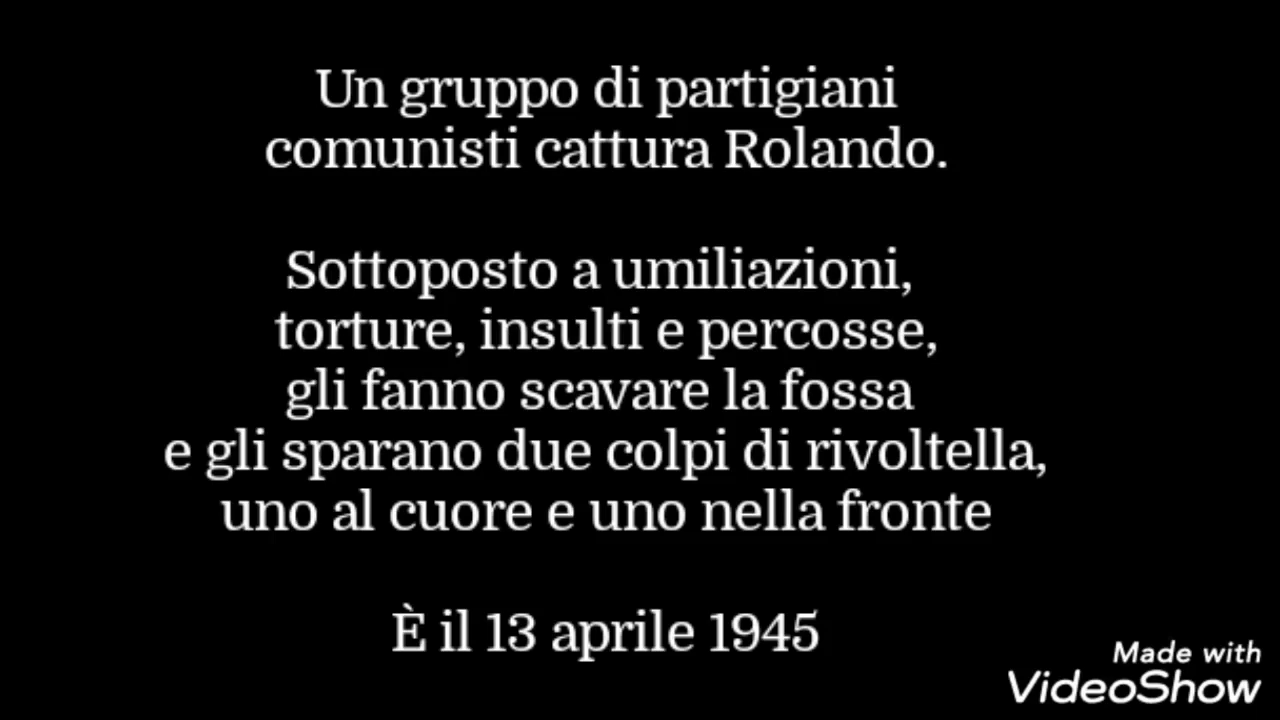 Un gruppo di partigiani
comunisti cattura Rolando.
Sottoposto a umiliazioni,
torture, insulti e percosse,
gli fanno scavare la fossa
e gli sparano due colpi di rivoltella,
uno al cuore e uno nella fronte
È il 13 aprile 1945
Made with
VideoShow